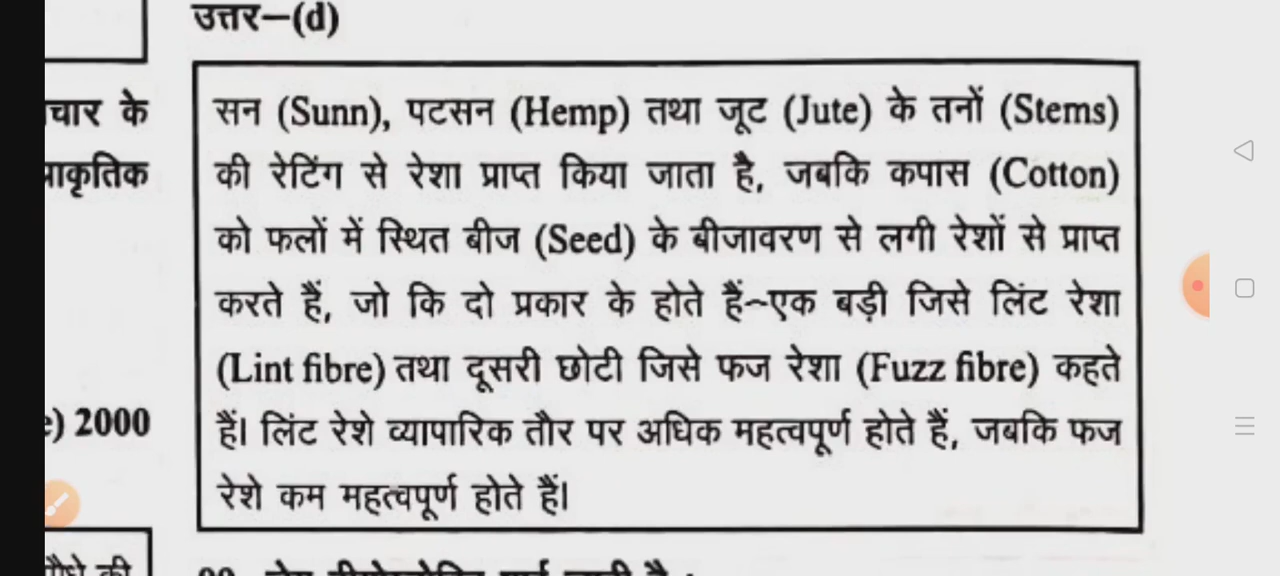 उत्तर–(d)
चार के
प्राकृतिक
e) 2000
सन (Sunn), पटसन (Hemp) तथा जूट (Jute) के तनों (Stems)
की रेटिंग से रेशा प्राप्त किया जाता है, जबकि कपास (Cotton)
को फलों में स्थित बीज (Seed) के बीजावरण से लगी रेशों से प्राप्त
करते हैं, जो कि दो प्रकार के होते हैं~एक बड़ी जिसे लिंट रेशा
(Lint fibre) तथा दूसरी छोटी जिसे फज रेशा (Fuzz fibre) कहते
हैं। लिंट रेशे व्यापारिक तौर पर अधिक महत्वपूर्ण होते हैं, जबकि फज
रेशे कम महत्वपूर्ण होते हैं।